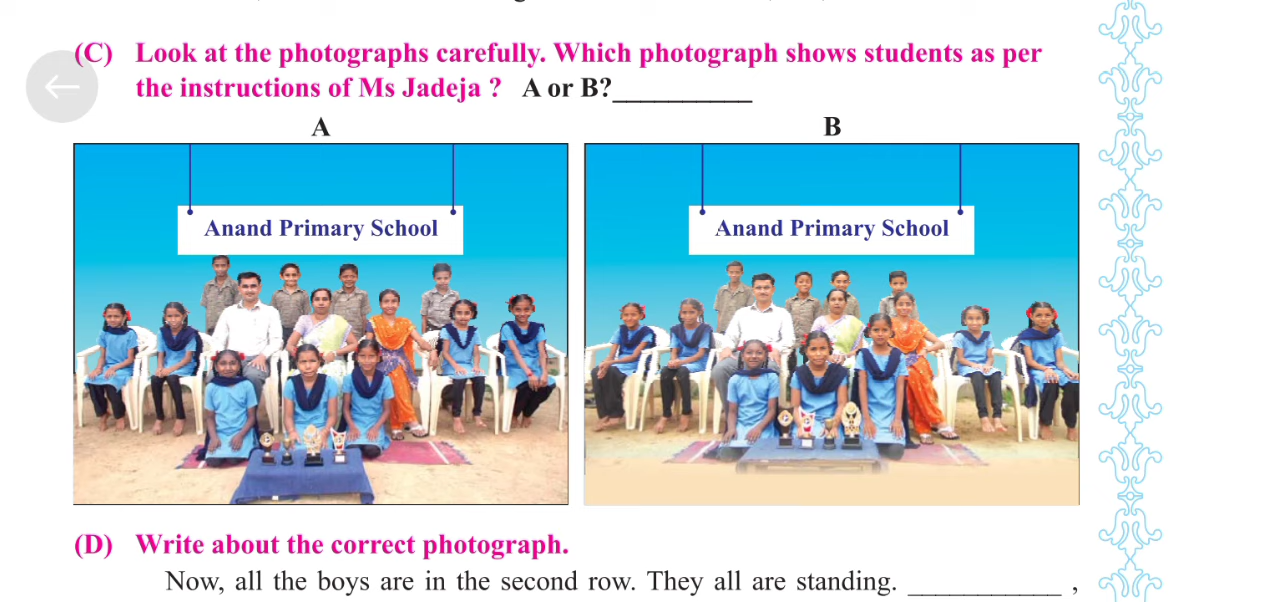 (C) Look at the photographs carefully. Which photograph shows students as per
the instructions of Ms Jadeja ? A or B?__________
A
B
Anand Primary School
Anand Primary School
(D) Write about the correct photograph.
Now, all the boys are in the second row. They all are standing. ___________ ,